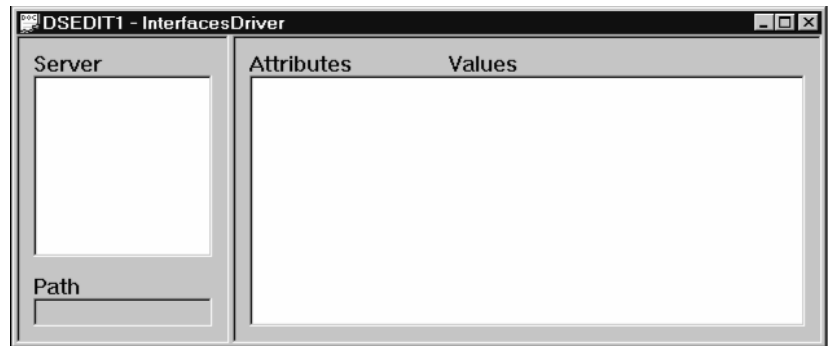 DSEDIT1 - InterfacesDriver
Server
Attributes Values
Path